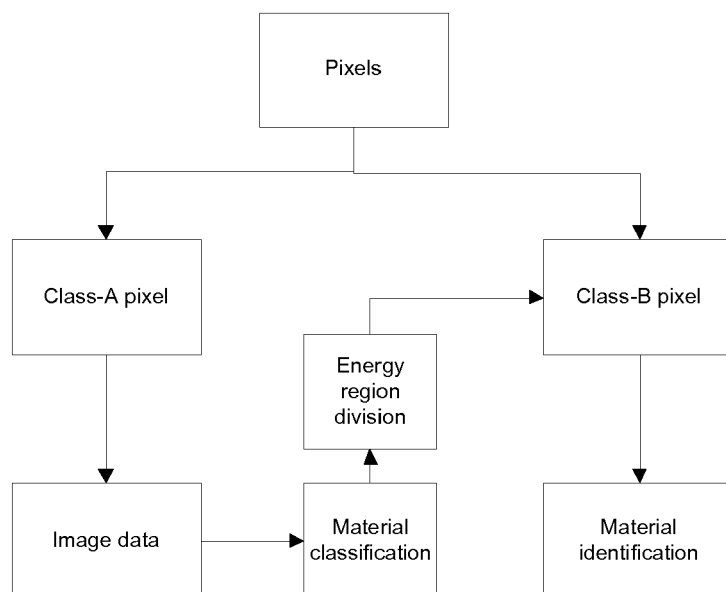 Pixels
Class-A pixel
Class-B pixel
Energy
region
division
Image data
Material
classification
Material
identification